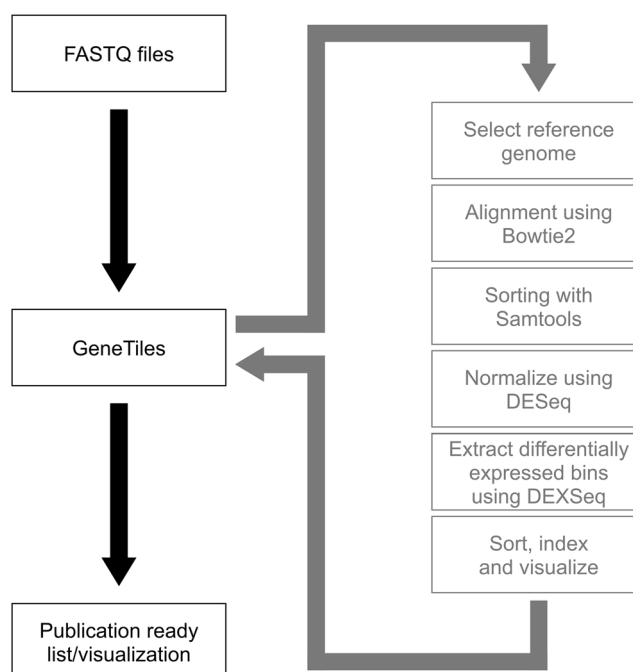 FASTQ files
GeneTiles
Publication ready
list/visualization
Select reference
genome
Alignment using
Bowtie2
Sorting with
Samtools
Normalize using
DESeq
Extract differentially
expressed bins
using DEXSeq
Sort, index
and visualize